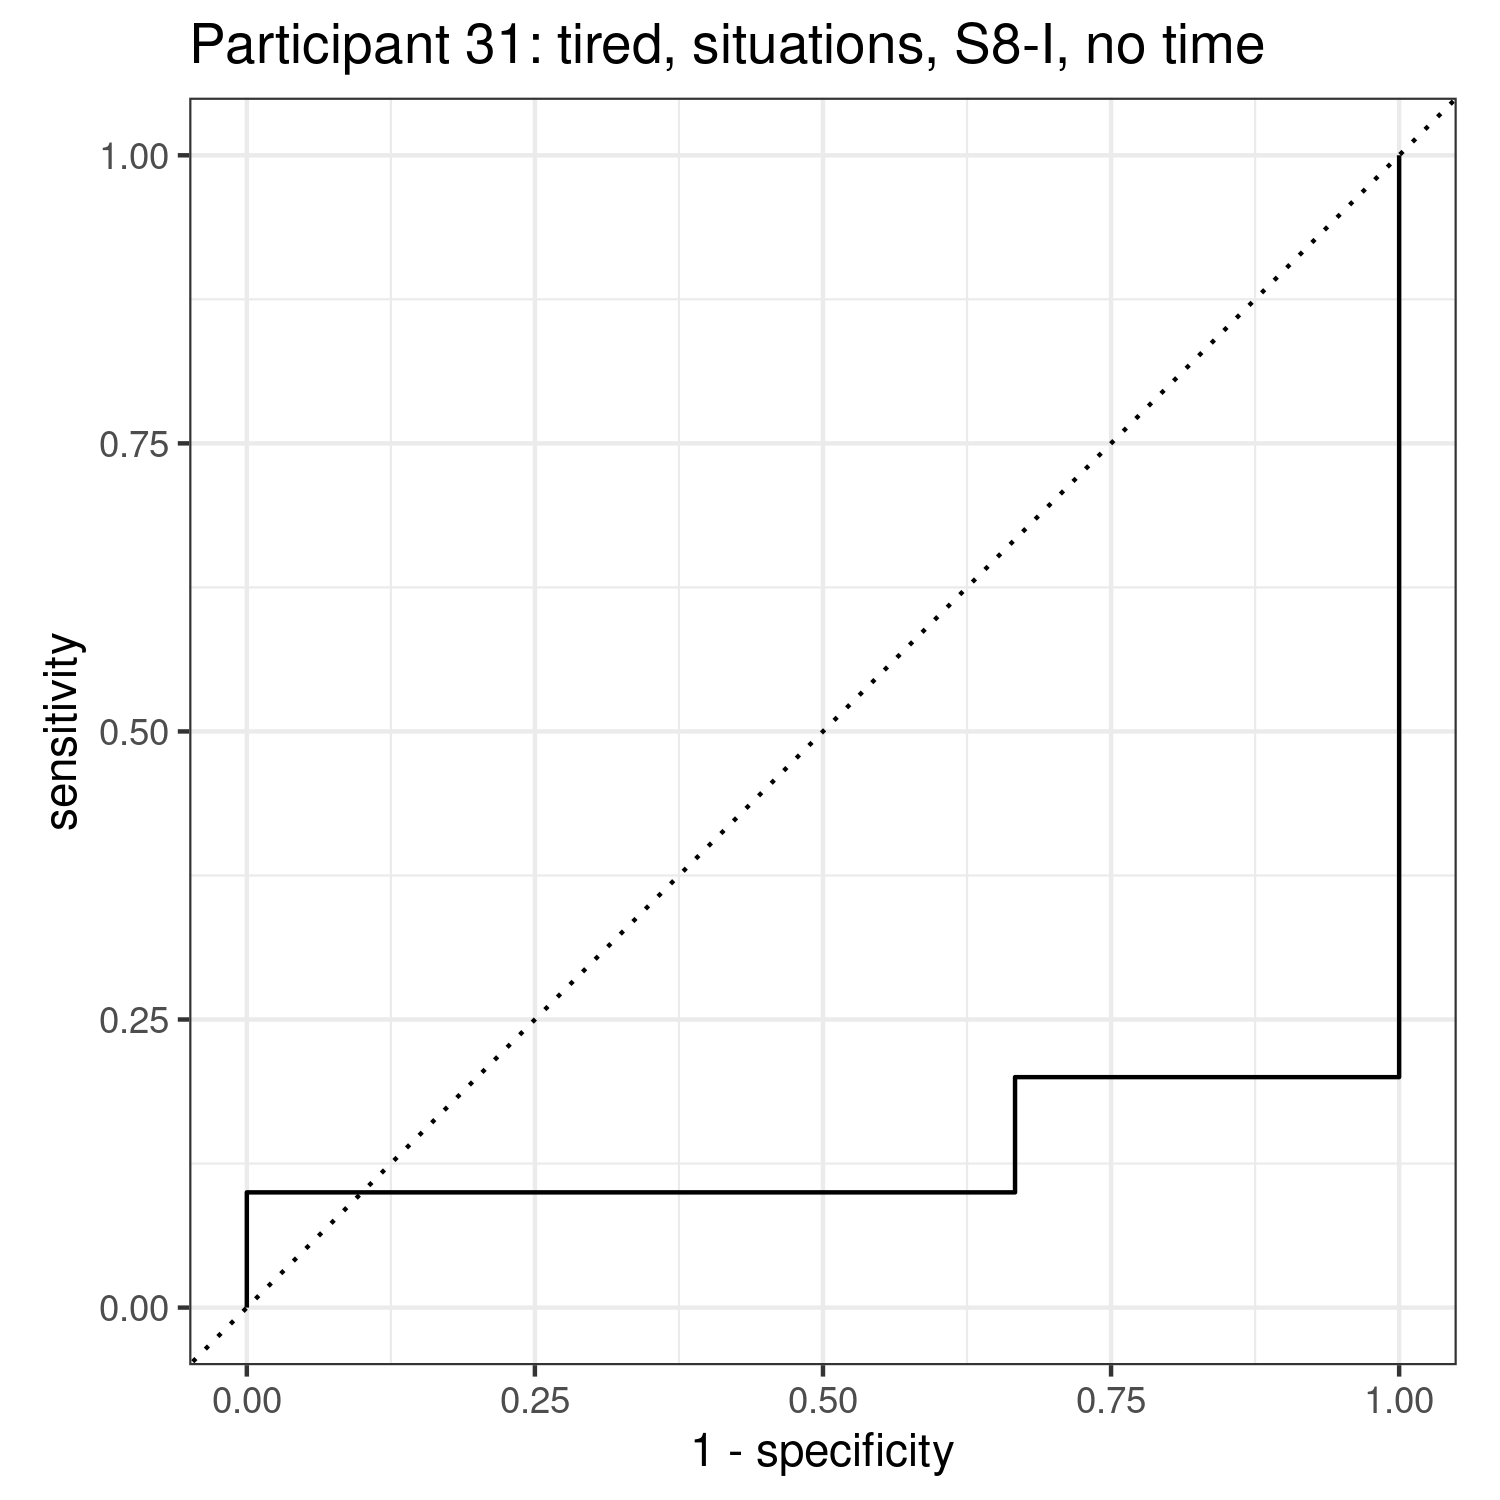 Participant 31: tired, situations, S8-I, no time
sensitivity
1.00
0.75
0.50
0.25
0.00
0.00 0.25 0.50 0.75 1.00
1 - specificity